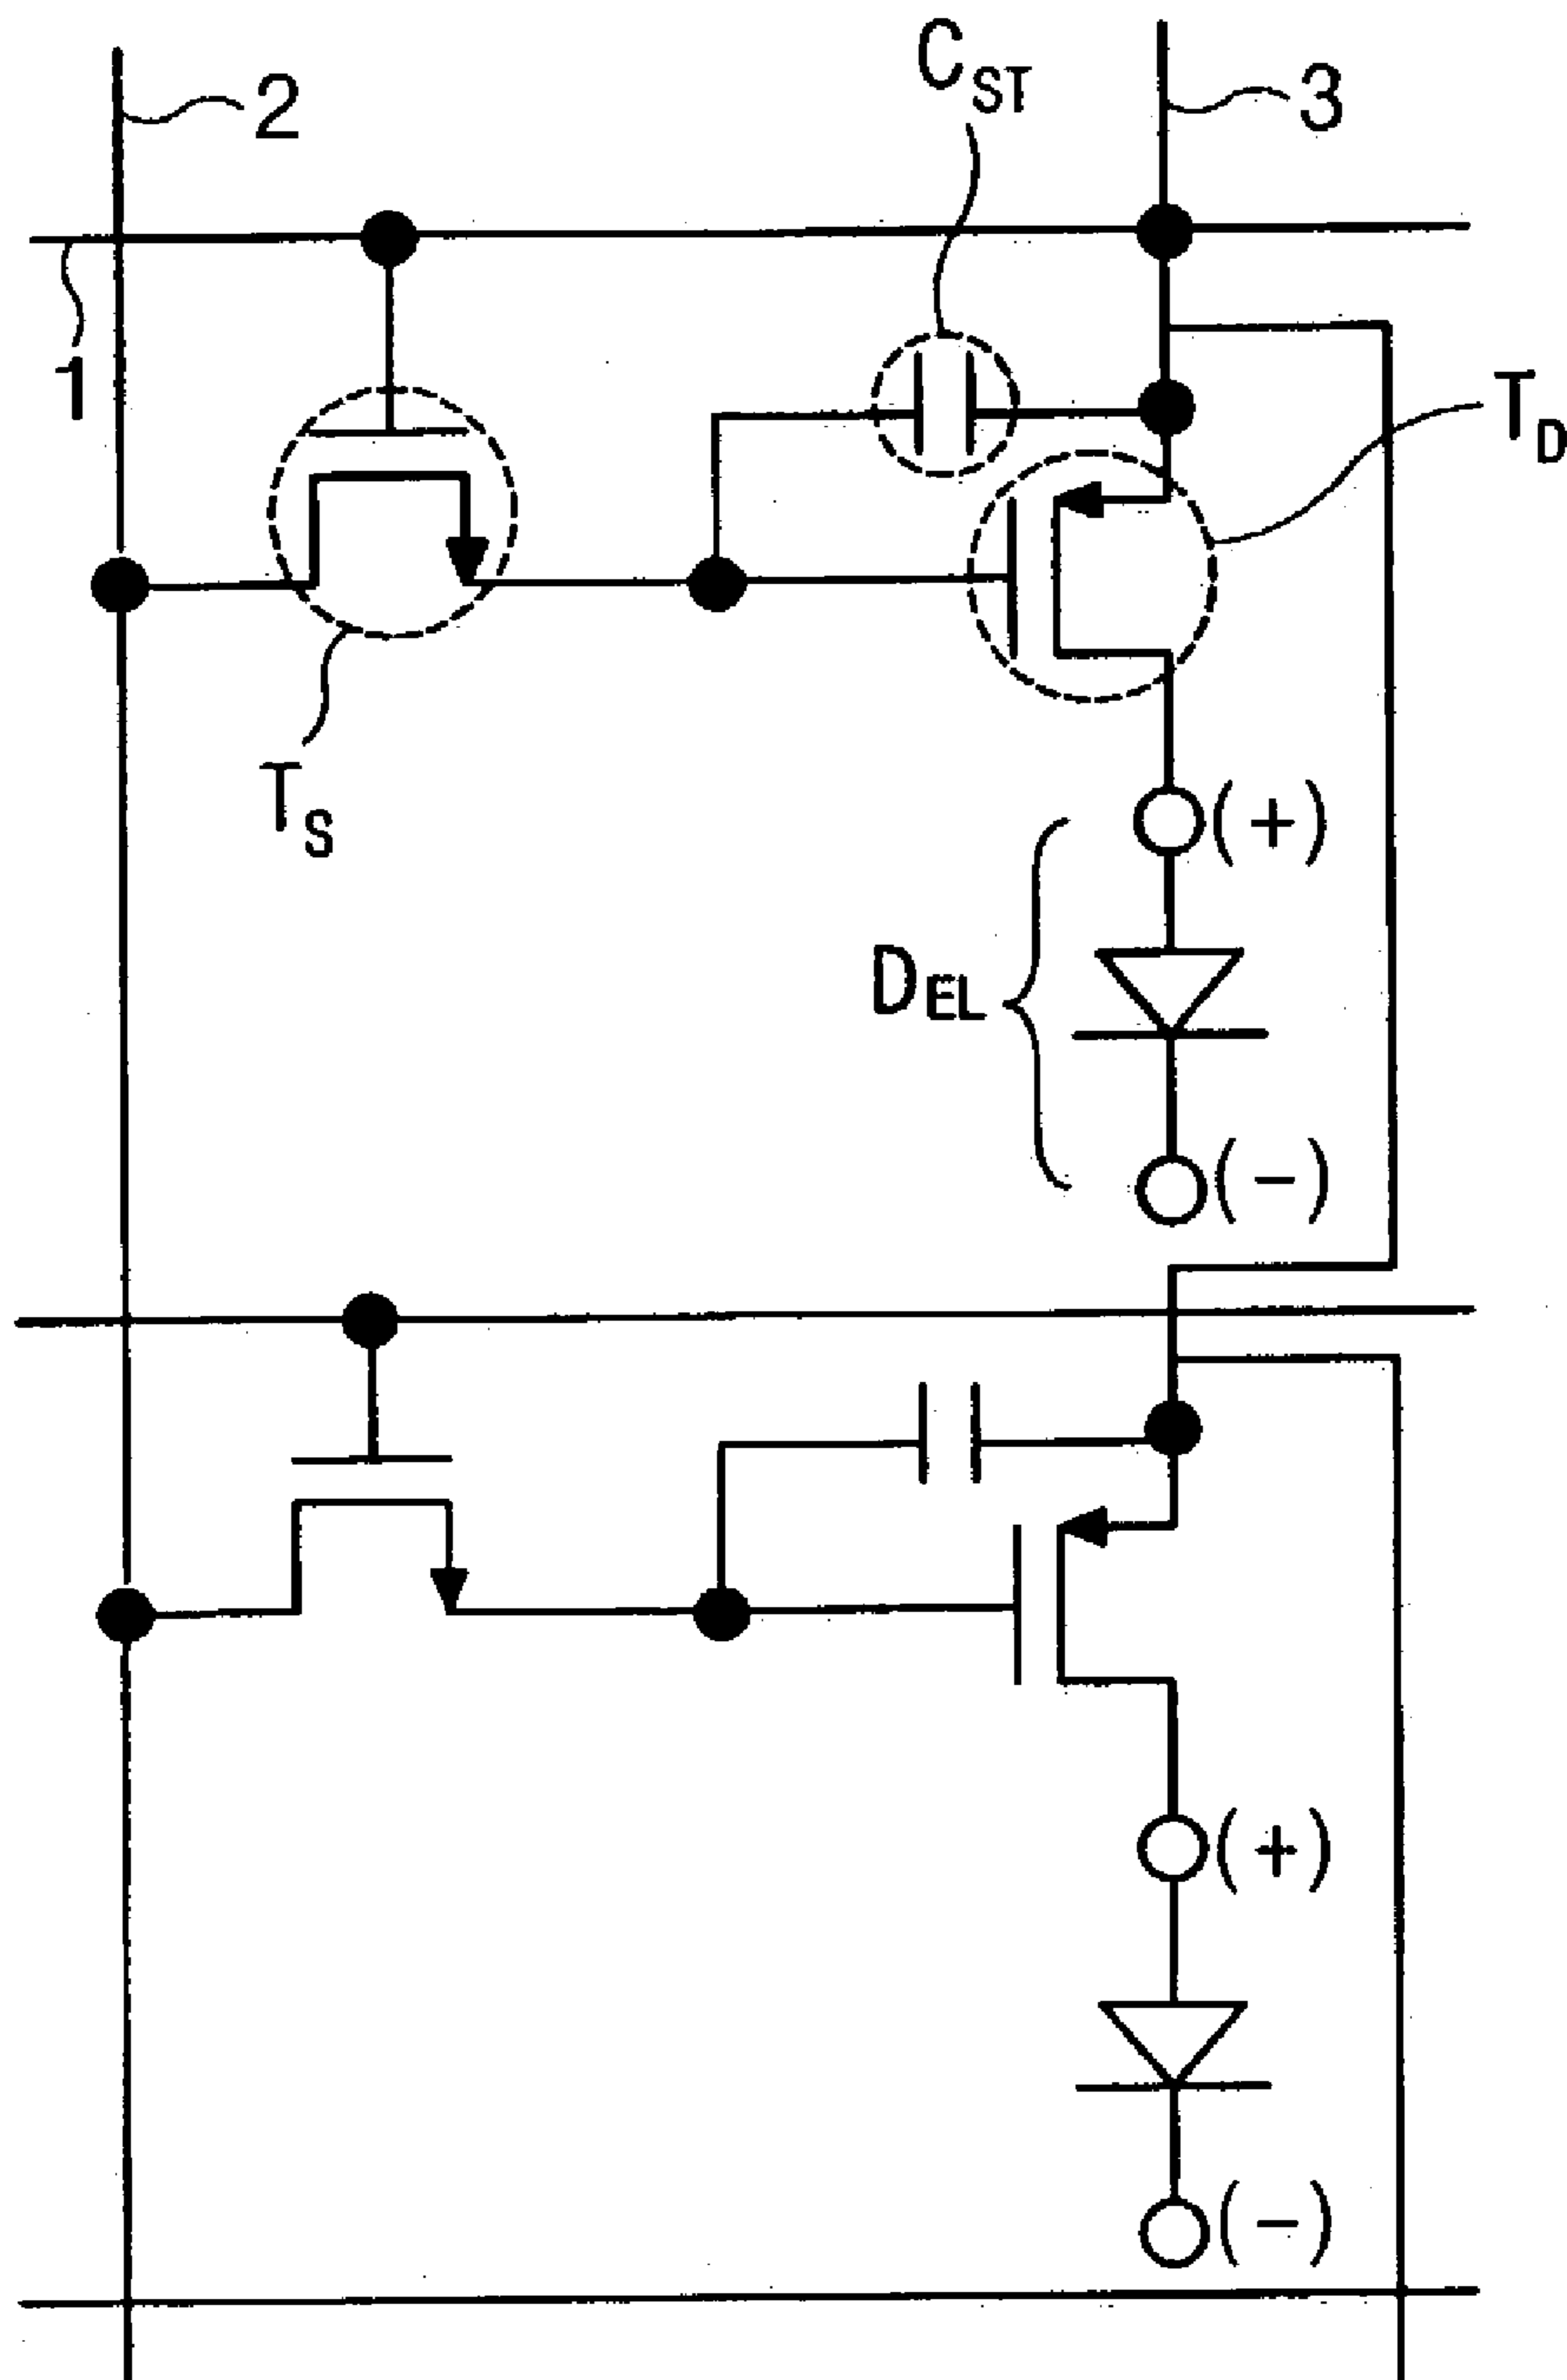 C_ST
2
3
1
T_D
T_S
(+)
D_EL
(-)
(+)
(-)